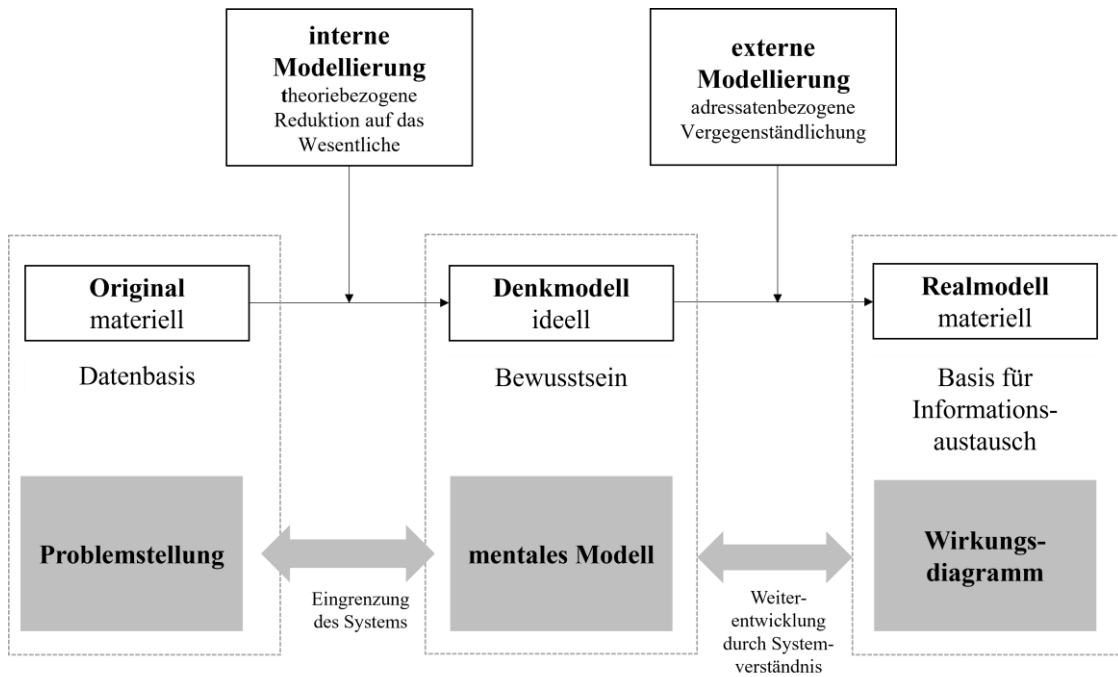 interne
Modellierung
theoriebezogene
Reduktion auf das
Wesentliche
externe
Modellierung
adressatenbezogene
Vergegenständlichung
Original
materiell
Denkmodell
ideell
Realmodell
materiell
Datenbasis
Bewusstsein
Basis für
Informations-
austausch
Problemstellung
mentales Modell
Wirkungs-
diagramm
Eingrenzung
des Systems
Weiter-
entwicklung
durch System-
verständnis